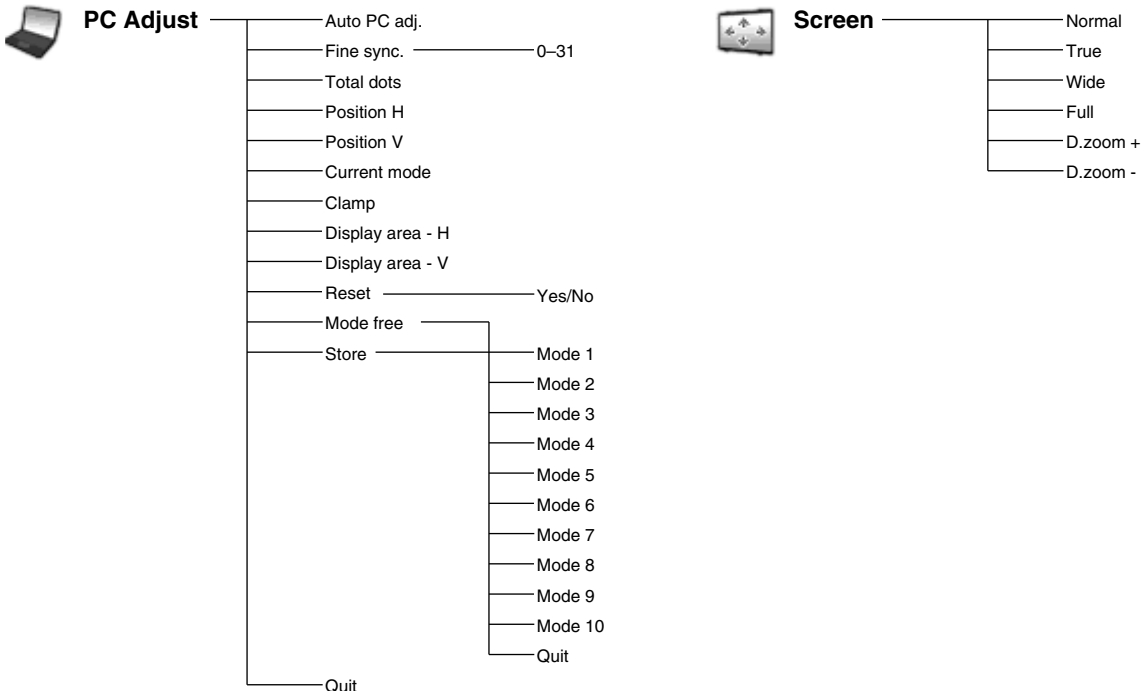 PC Adjust
Auto PC adj.
Fine sync.
0–31
Total dots
Position H
Position V
Current mode
Clamp
Display area - H
Display area - V
Reset
Yes/No
Mode free
Store
Mode 1
Mode 2
Mode 3
Mode 4
Mode 5
Mode 6
Mode 7
Mode 8
Mode 9
Mode 10
Quit
Quit
Screen
Normal
True
Wide
Full
D.zoom +
D.zoom -